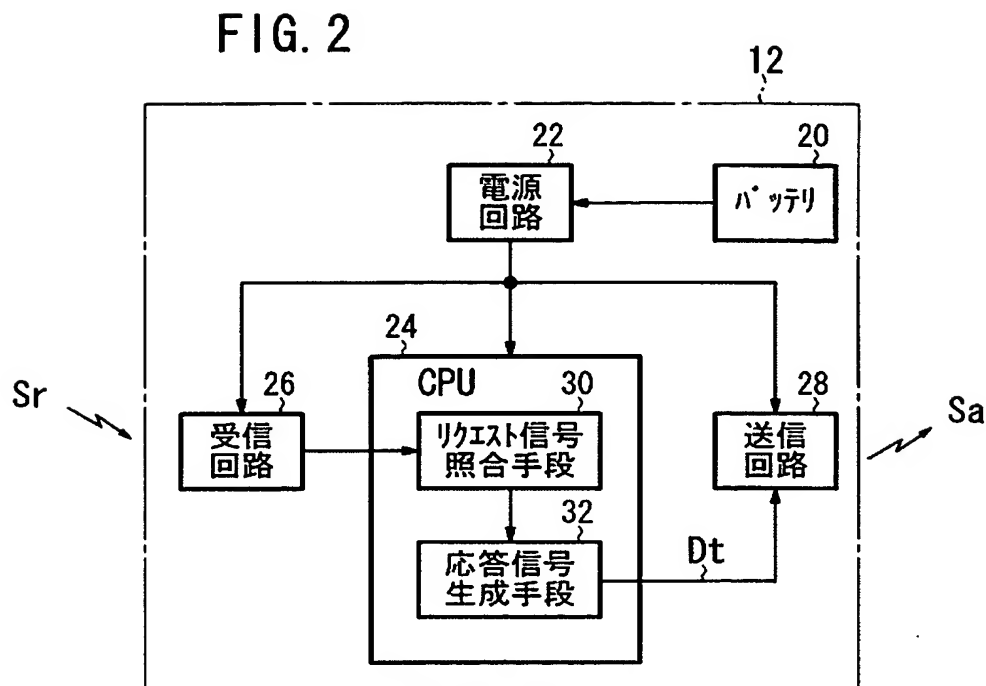 FIG. 2
12
22
20
電源
回路
バッテリ
24
CPU
Sr
26
30
28
Sa
受信
回路
リクエスト信号
照合手段
送信
回路
32
応答信号
生成手段
Dt